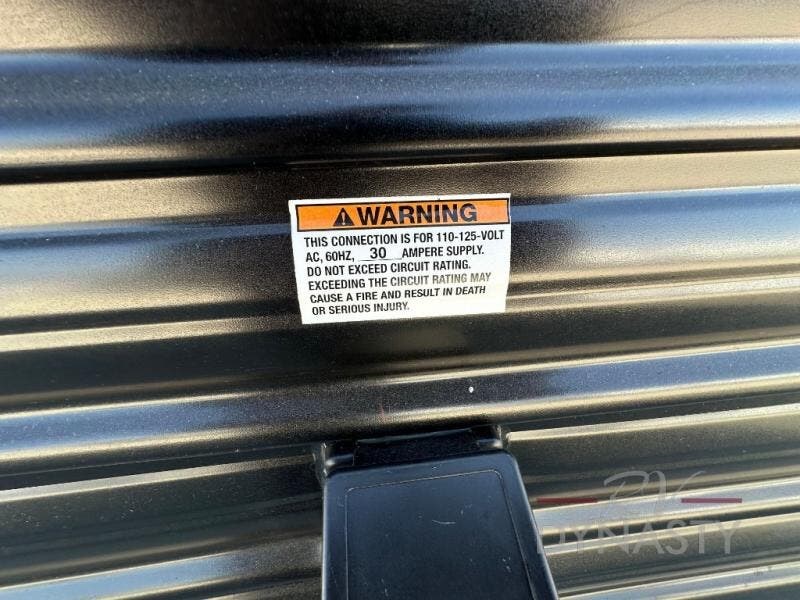 WARNING
THIS CONNECTION IS FOR 110-125-VOLT
AC, 60HZ, 30 AMPERE SUPPLY.
DO NOT EXCEED CIRCUIT RATING.
EXCEEDING THE CIRCUIT RATING MAY
CAUSE A FIRE AND RESULT IN DEATH
OR SERIOUS INJURY.
RV
DYNASTY